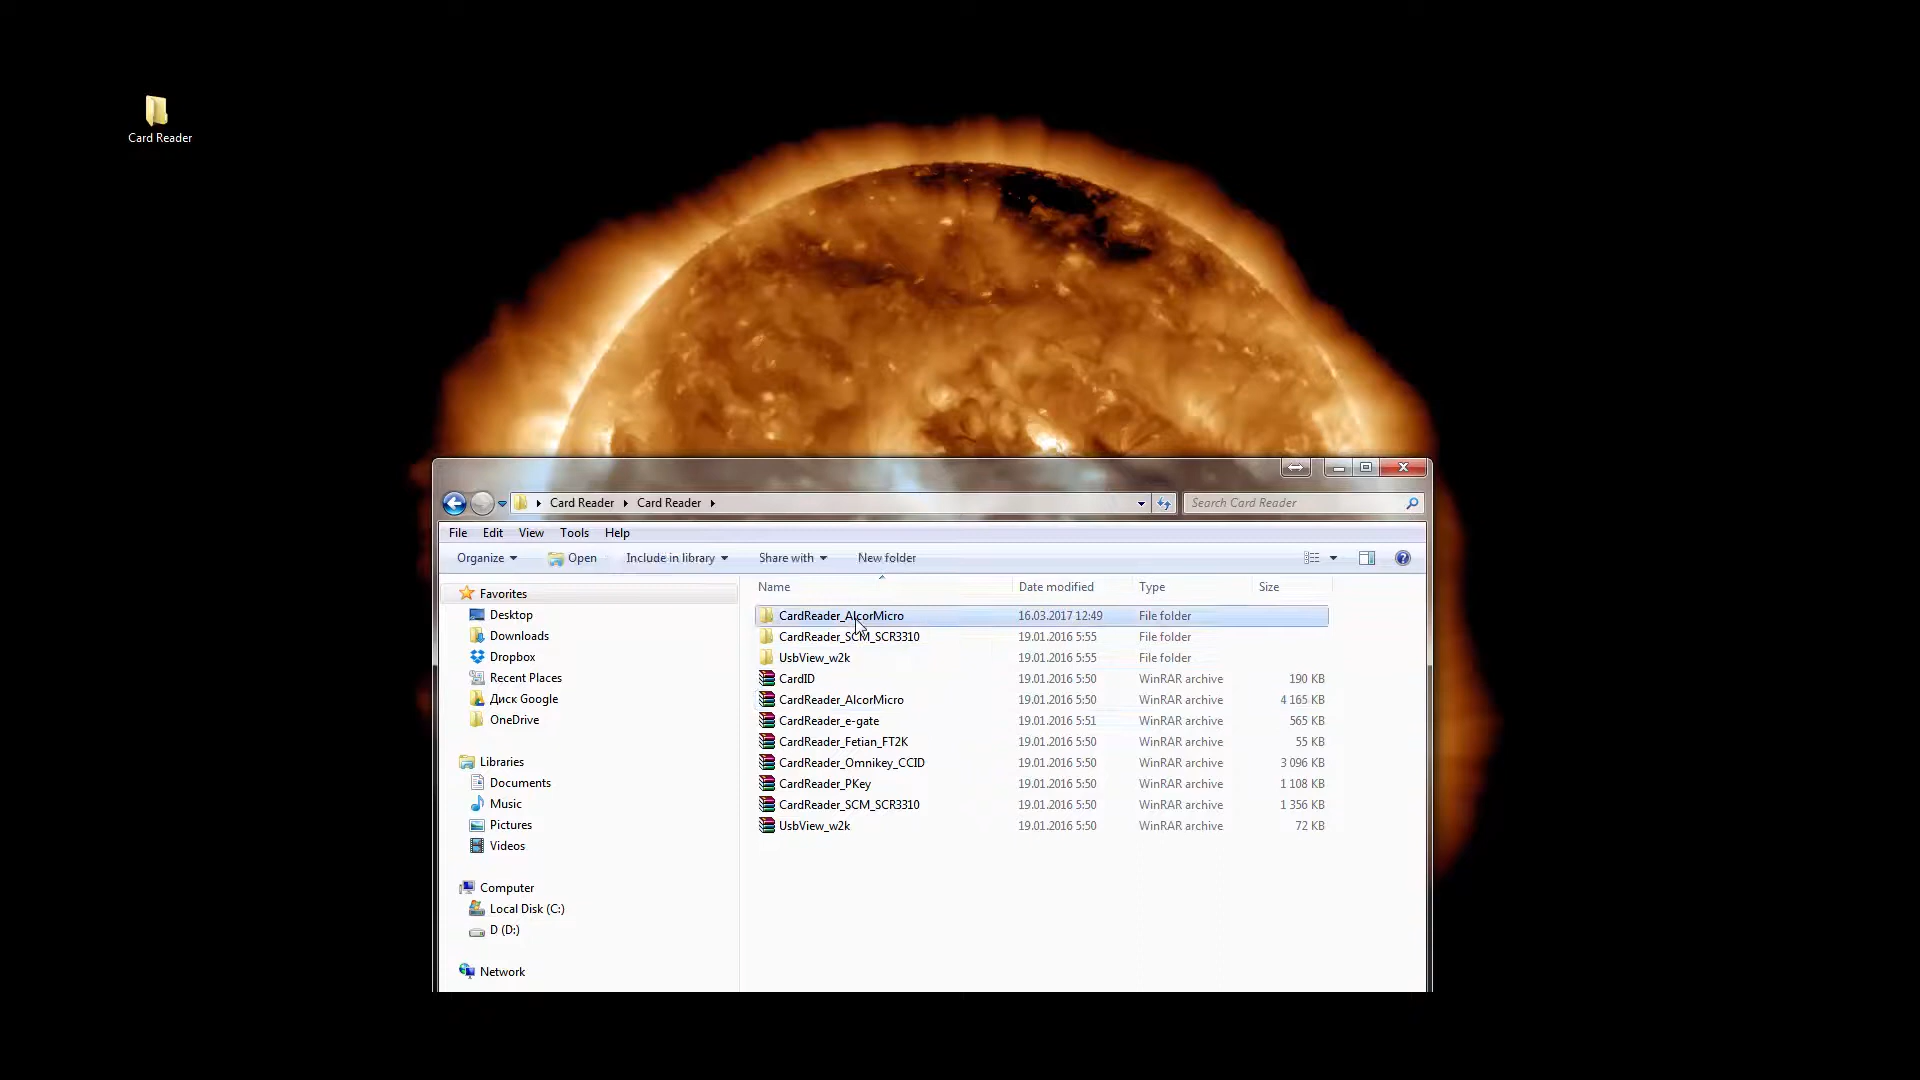 Card Reader
Card Reader Card Reader
Search Card Reader
File Edit View Tools Help
Organize Open Include in library Share with New folder
Name Date modified Type Size
Favorites
Desktop
Downloads
Dropbox
Recent Places
Диск Google
OneDrive
Libraries
Documents
Music
Pictures
Videos
Computer
Local Disk (C:)
D (D:)
Network
CardReader_AlcorMicro 16.03.2017 12:49 File folder
CardReader_SCM_SCR3310 19.01.2016 5:55 File folder
UsbView_w2k 19.01.2016 5:55 File folder
CardID 19.01.2016 5:50 WinRAR archive 190 KB
CardReader_AlcorMicro 19.01.2016 5:50 WinRAR archive 4 165 KB
CardReader_e-gate 19.01.2016 5:51 WinRAR archive 565 KB
CardReader_Fetian_FT2K 19.01.2016 5:50 WinRAR archive 55 KB
CardReader_Omnikey_CCID 19.01.2016 5:50 WinRAR archive 3 096 KB
CardReader_PKey 19.01.2016 5:50 WinRAR archive 1 108 KB
CardReader_SCM_SCR3310 19.01.2016 5:50 WinRAR archive 1 356 KB
UsbView_w2k 19.01.2016 5:50 WinRAR archive 72 KB